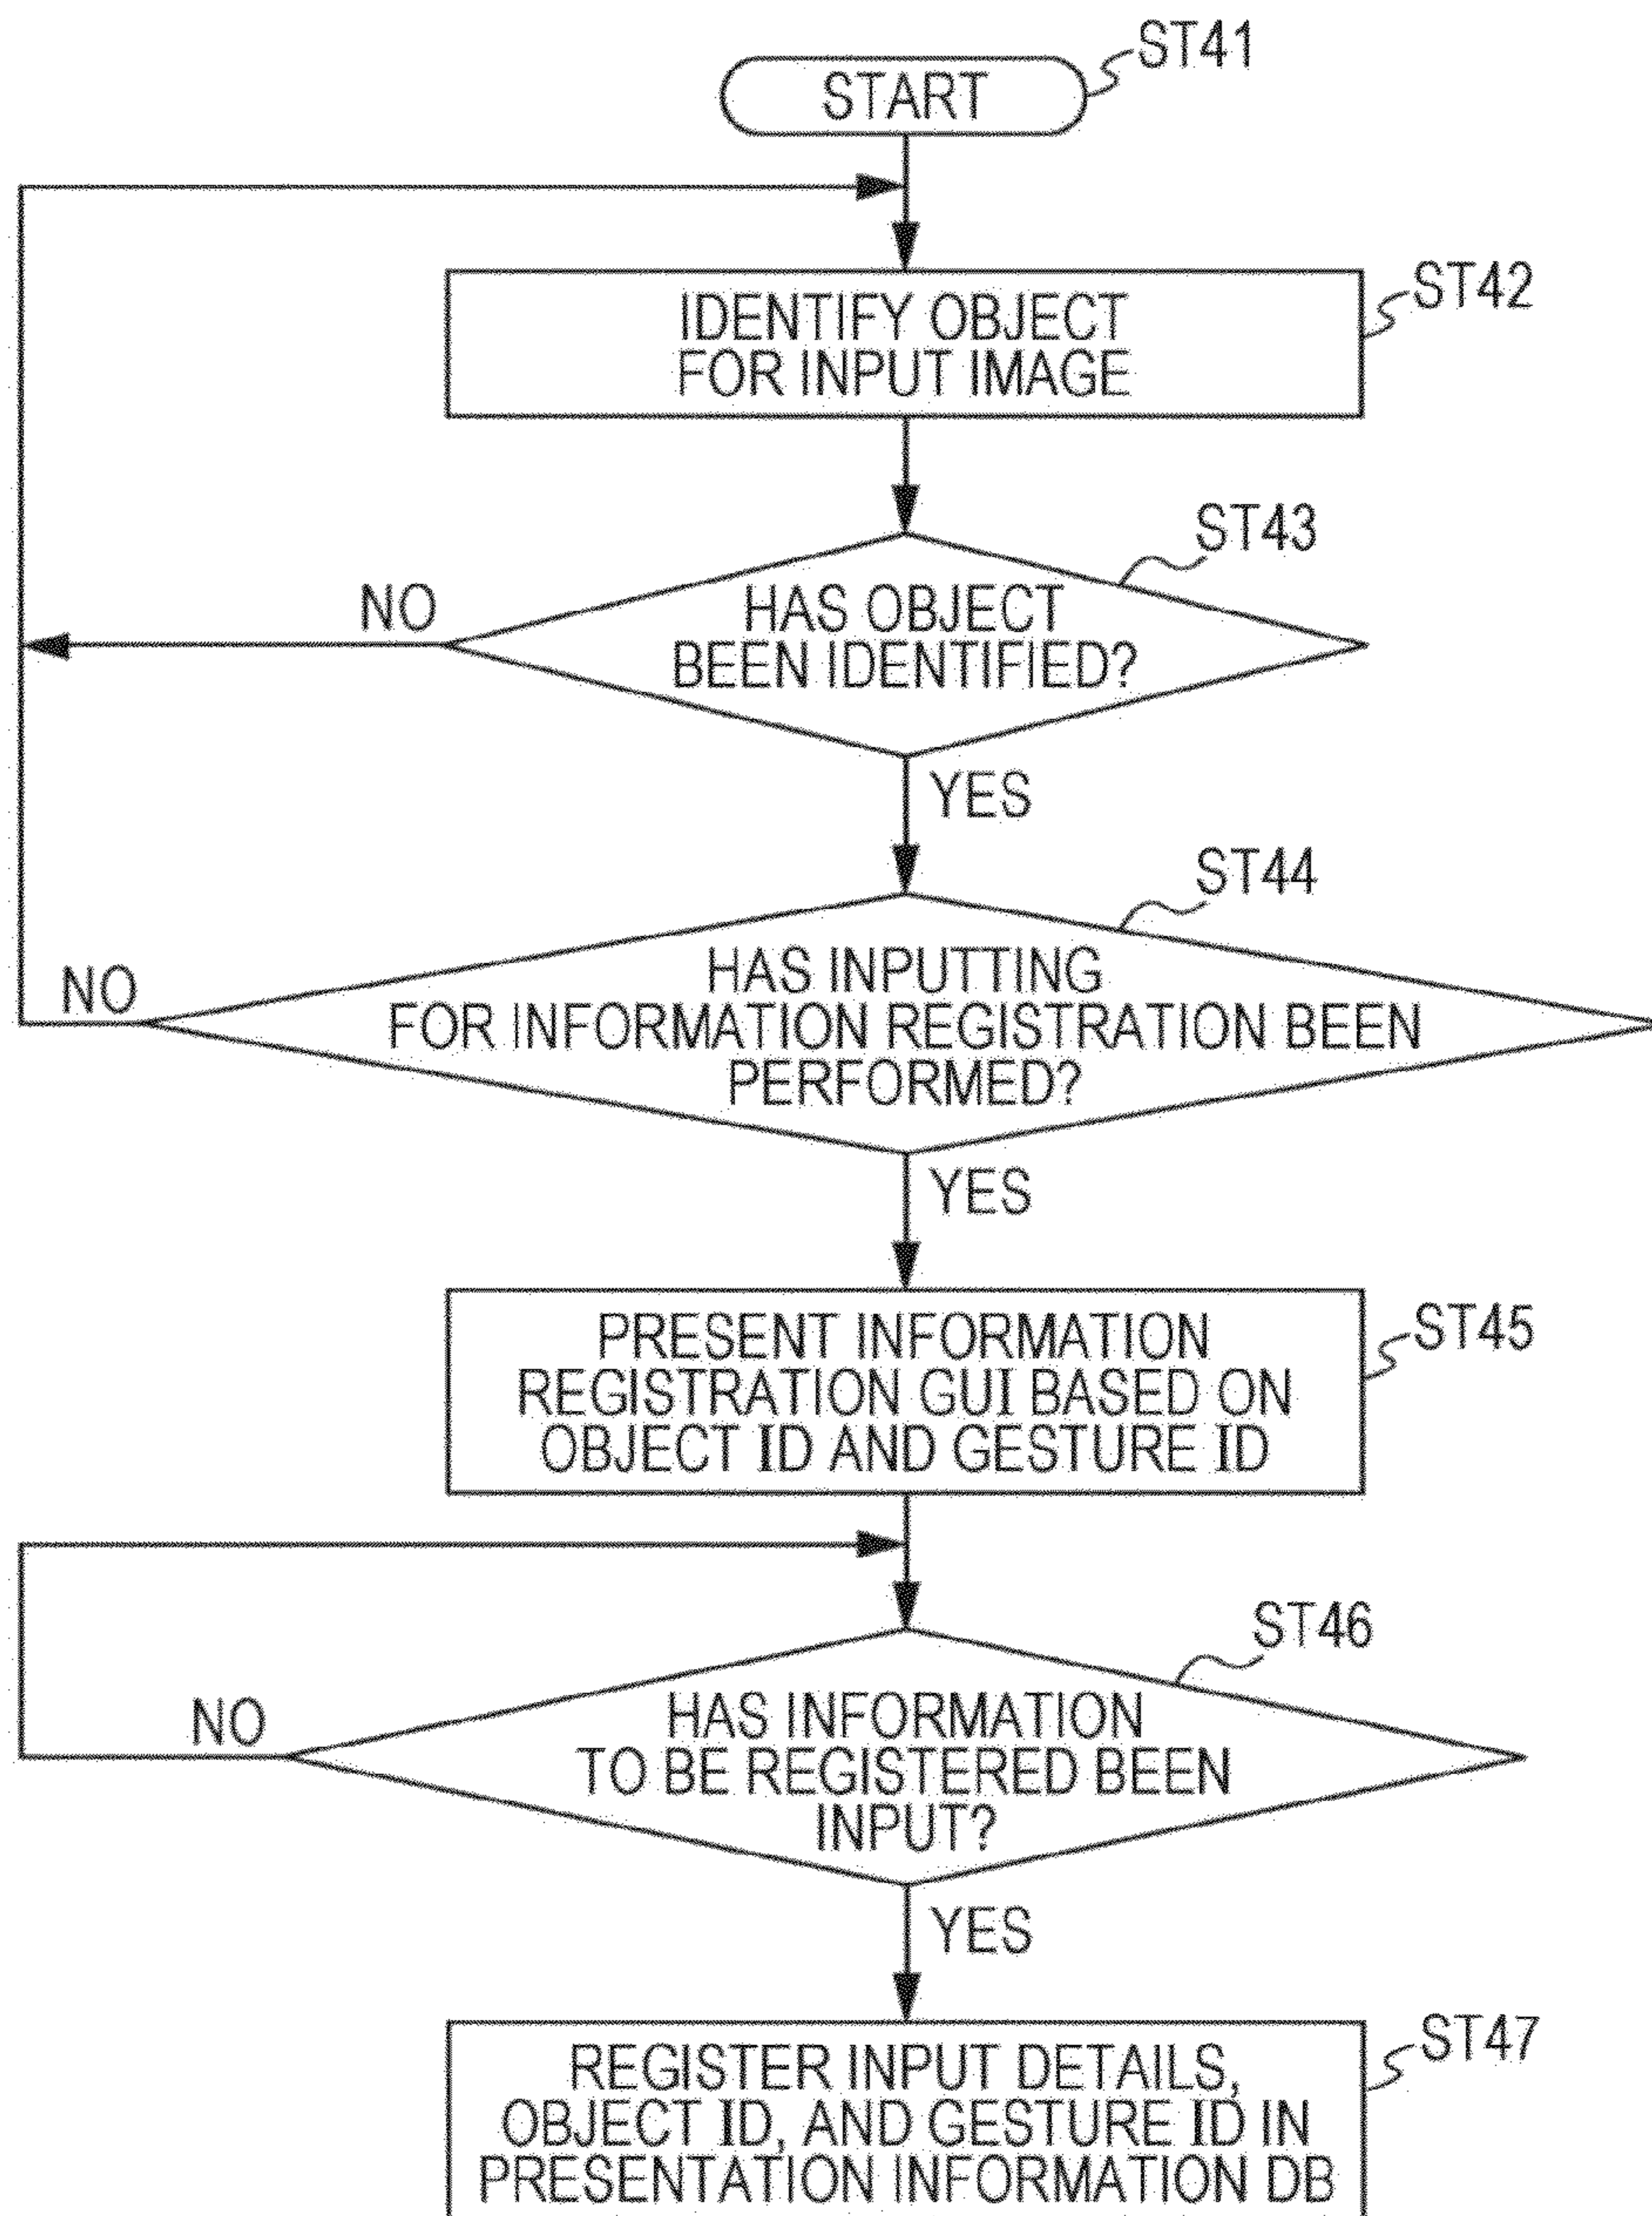 ST41
START
ST42
IDENTIFY OBJECT
FOR INPUT IMAGE
ST43
NO
HAS OBJECT
BEEN IDENTIFIED?
YES
ST44
NO
HAS INPUTTING
FOR INFORMATION REGISTRATION BEEN
PERFORMED?
YES
ST45
PRESENT INFORMATION
REGISTRATION GUI BASED ON
OBJECT ID AND GESTURE ID
ST46
NO
HAS INFORMATION
TO BE REGISTERED BEEN
INPUT?
YES
ST47
REGISTER INPUT DETAILS,
OBJECT ID, AND GESTURE ID IN
PRESENTATION INFORMATION DB